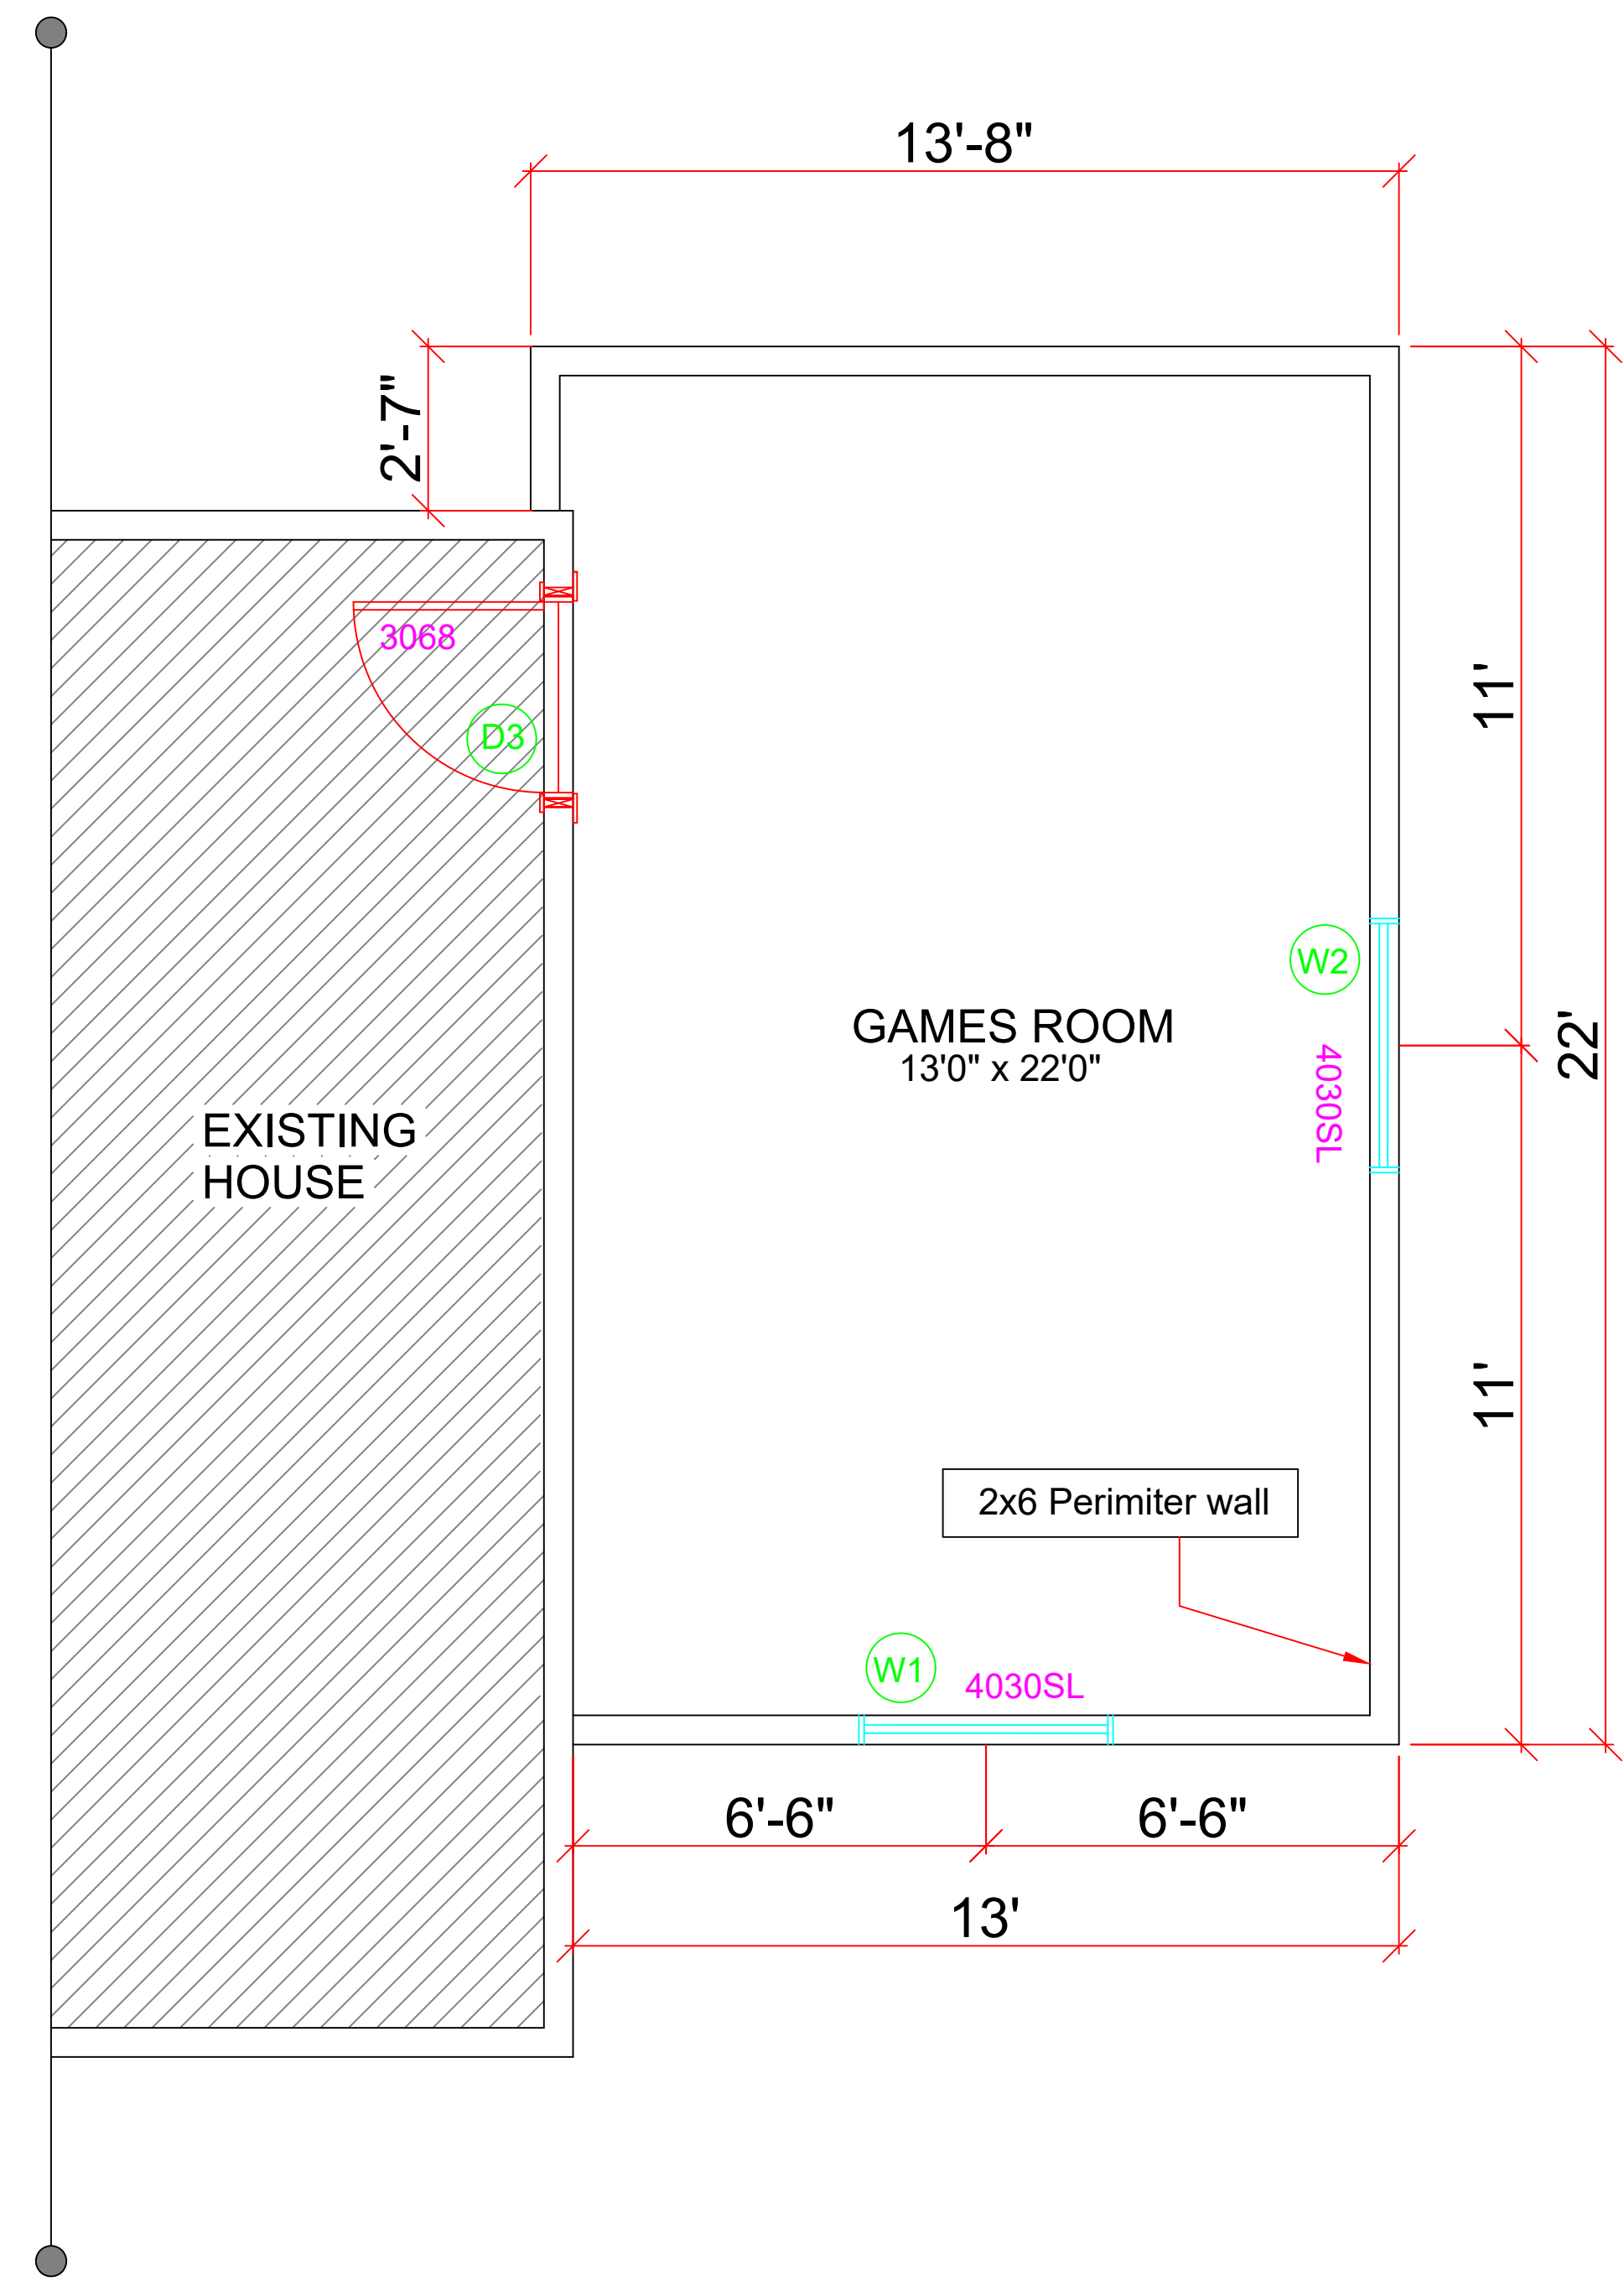 13'-8"
2'-7"
3068
D3
11'
W2
GAMES ROOM
13'0" x 22'0"
4030SL
22'
EXISTING
HOUSE
11'
2x6 Perimiter wall
W1
4030SL
6'-6"
6'-6"
13'